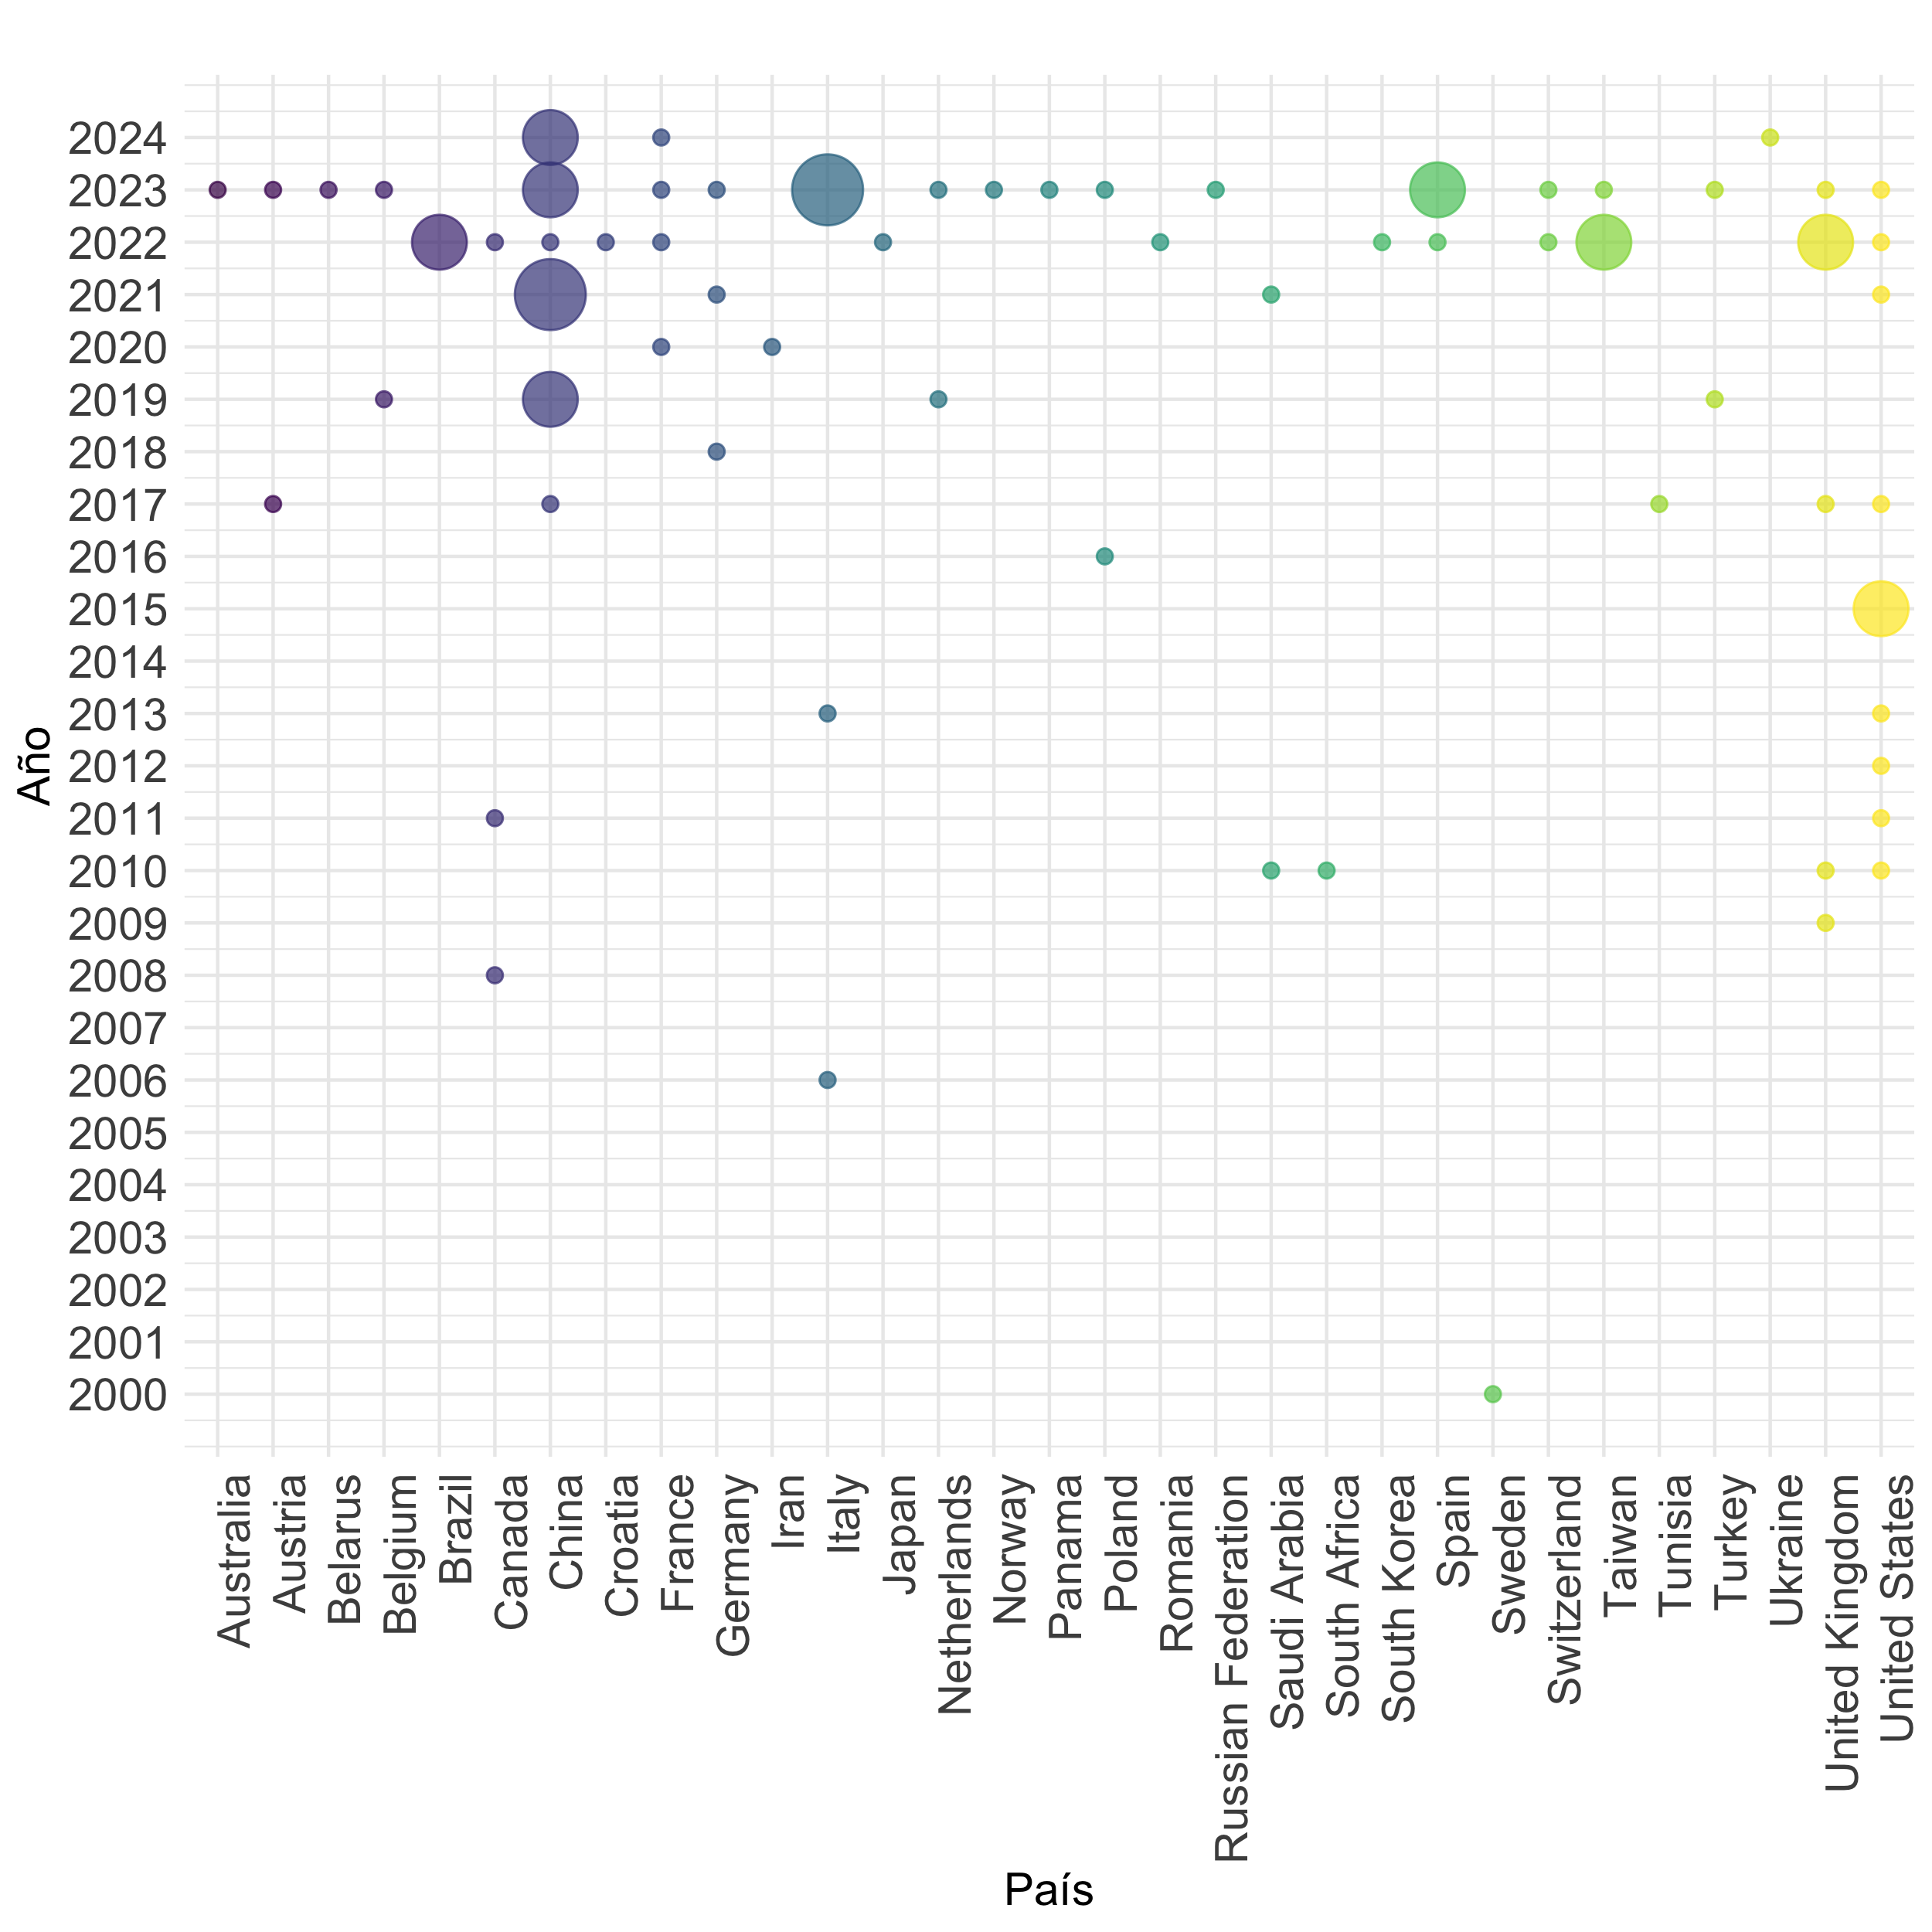 2024
2023
2022
2021
2020
2019
2018
2017
2016
2015
2014
2013
2012
2011
2010
2009
2008
2007
2006
2005
2004
2003
2002
2001
2000
Año
Australia
Austria
Belarus
Belgium
Brazil
Canada
China
Croatia
France
Germany
Iran
Italy
Japan
Netherlands
Norway
Panama
Poland
Romania
Russian Federation
Saudi Arabia
South Africa
South Korea
Spain
Sweden
Switzerland
Taiwan
Tunisia
Turkey
Ukraine
United Kingdom
United States
País